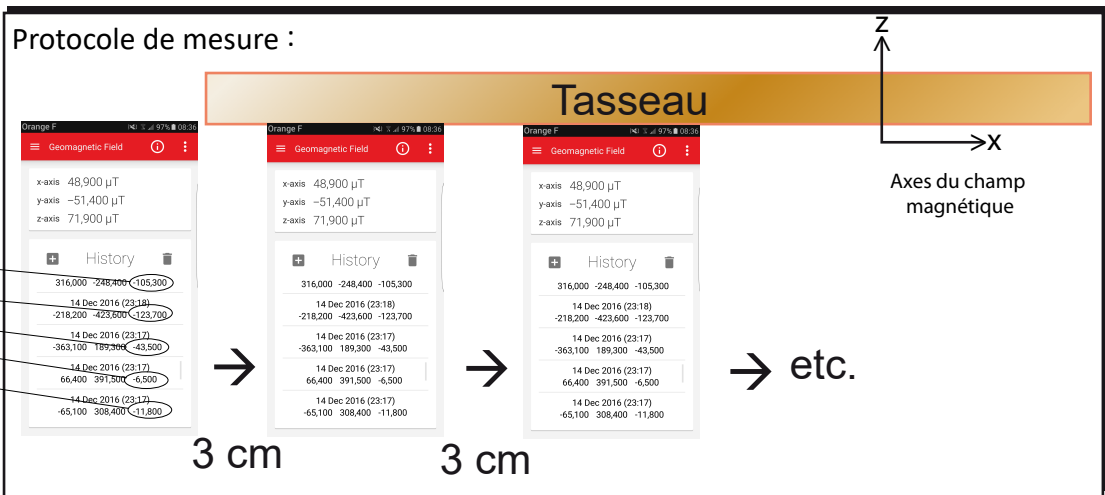 Protocole de mesure :
Z
Tasseau
X
Axes du champ
magnétique
Orange F 97% 08:36
Geomagnetic Field
x-axis 48,900 µT
y-axis −51,400 µT
z-axis 71,900 µT
History
316,000 -248,400 -105,300
14 Dec 2016 (23:18)
-218,200 -423,600 -123,700
14 Dec 2016 (23:17)
-363,100 189,300 -43,500
14 Dec 2016 (23:17)
66,400 391,500 -6,500
14 Dec 2016 (23:17)
-65,100 308,400 -11,800
Orange F 97% 08:36
Geomagnetic Field
x-axis 48,900 µT
y-axis −51,400 µT
z-axis 71,900 µT
History
316,000 -248,400 -105,300
14 Dec 2016 (23:18)
-218,200 -423,600 -123,700
14 Dec 2016 (23:17)
-363,100 189,300 -43,500
14 Dec 2016 (23:17)
66,400 391,500 -6,500
14 Dec 2016 (23:17)
-65,100 308,400 -11,800
Orange F 97% 08:36
Geomagnetic Field
x-axis 48,900 µT
y-axis −51,400 µT
z-axis 71,900 µT
History
316,000 -248,400 -105,300
14 Dec 2016 (23:18)
-218,200 -423,600 -123,700
14 Dec 2016 (23:17)
-363,100 189,300 -43,500
14 Dec 2016 (23:17)
66,400 391,500 -6,500
14 Dec 2016 (23:17)
-65,100 308,400 -11,800
etc.
3 cm
3 cm